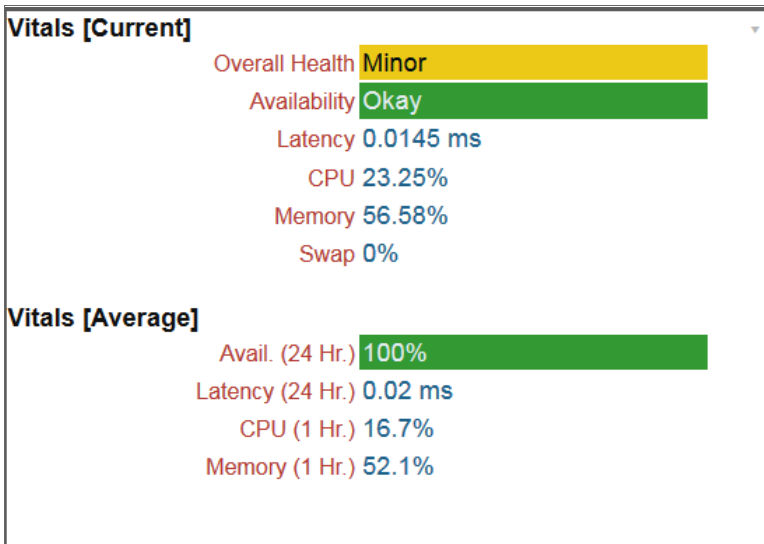 Vitals [Current]
Overall Health Minor
Availability Okay
Latency 0.0145 ms
CPU 23.25%
Memory 56.58%
Swap 0%
Vitals [Average]
Avail. (24 Hr.) 100%
Latency (24 Hr.) 0.02 ms
CPU (1 Hr.) 16.7%
Memory (1 Hr.) 52.1%